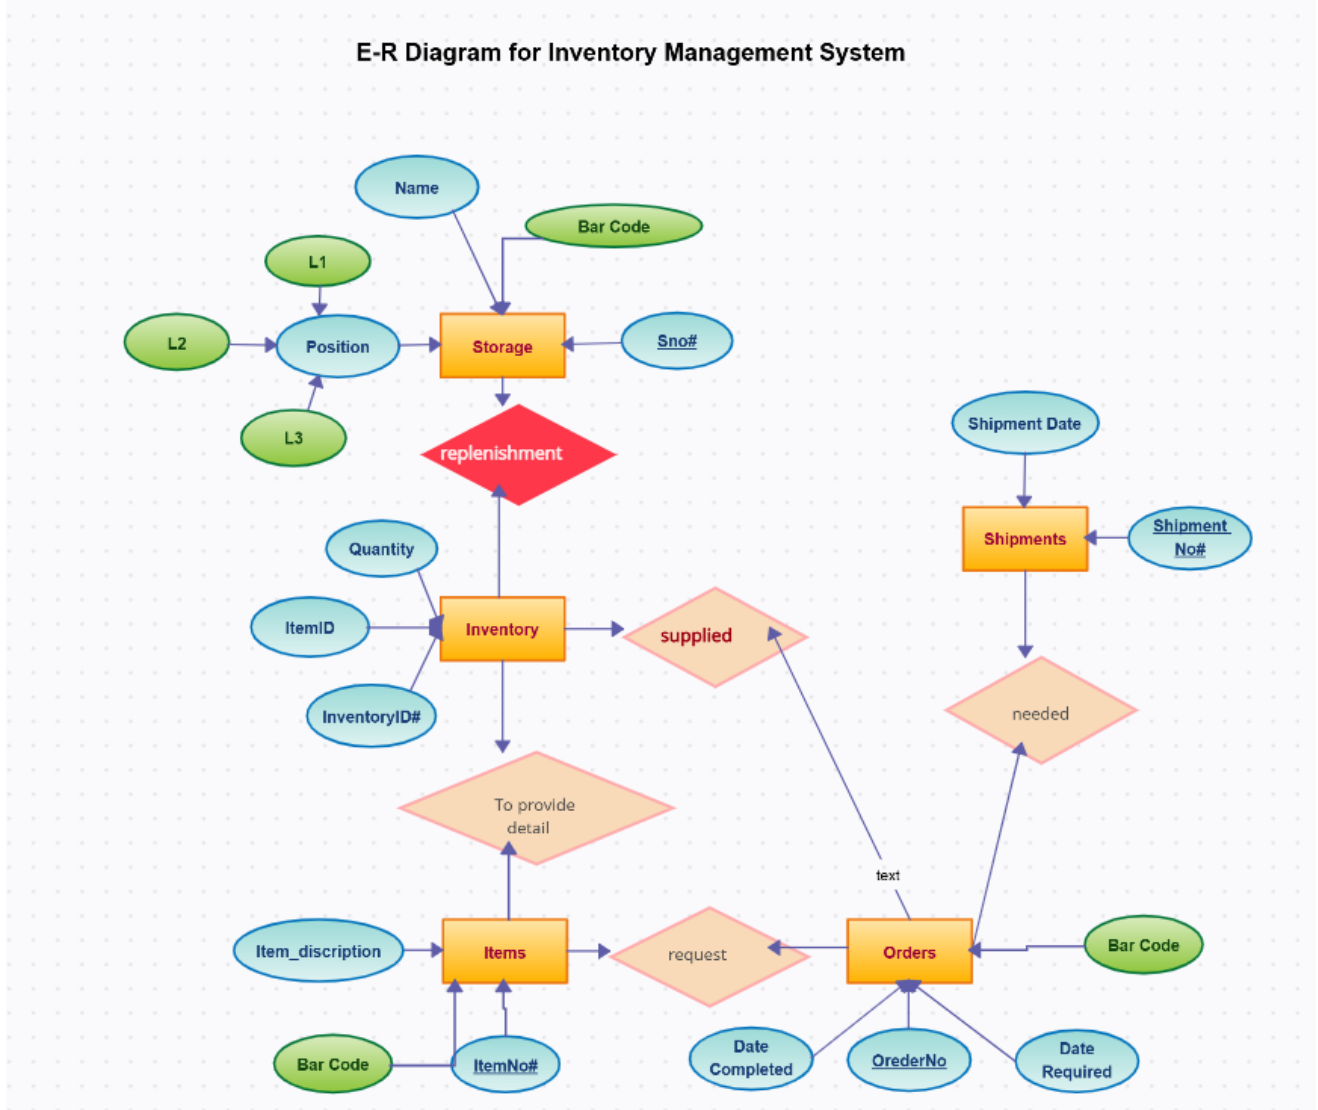 E-R Diagram for Inventory Management System
Name
Bar Code
L1
L2
Position
Storage
Sno#
L3
replenishment
Shipment Date
Quantity
Shipments
Shipment
No#
ItemID
Inventory
supplied
InventoryID#
needed
To provide
detail
text
Item_discription
Items
request
Orders
Bar Code
Bar Code
ItemNo#
Date
Completed
OrederNo
Date
Required